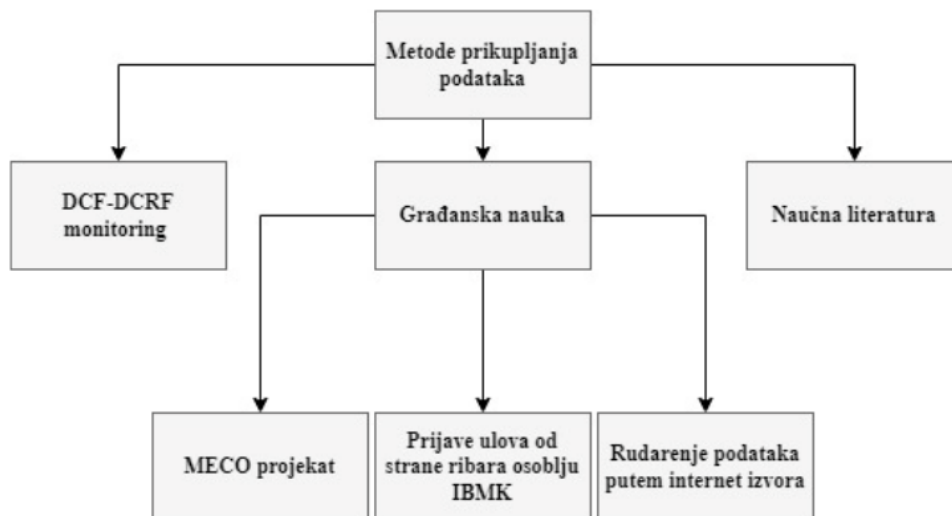 Metode prikupljanja
podataka
DCF-DCRF
monitoring
Građanska nauka
Naučna literatura
MECO projekat
Prijave ulova od
strane ribara osoblju
IBMK
Rudarenje podataka
putem internet izvora